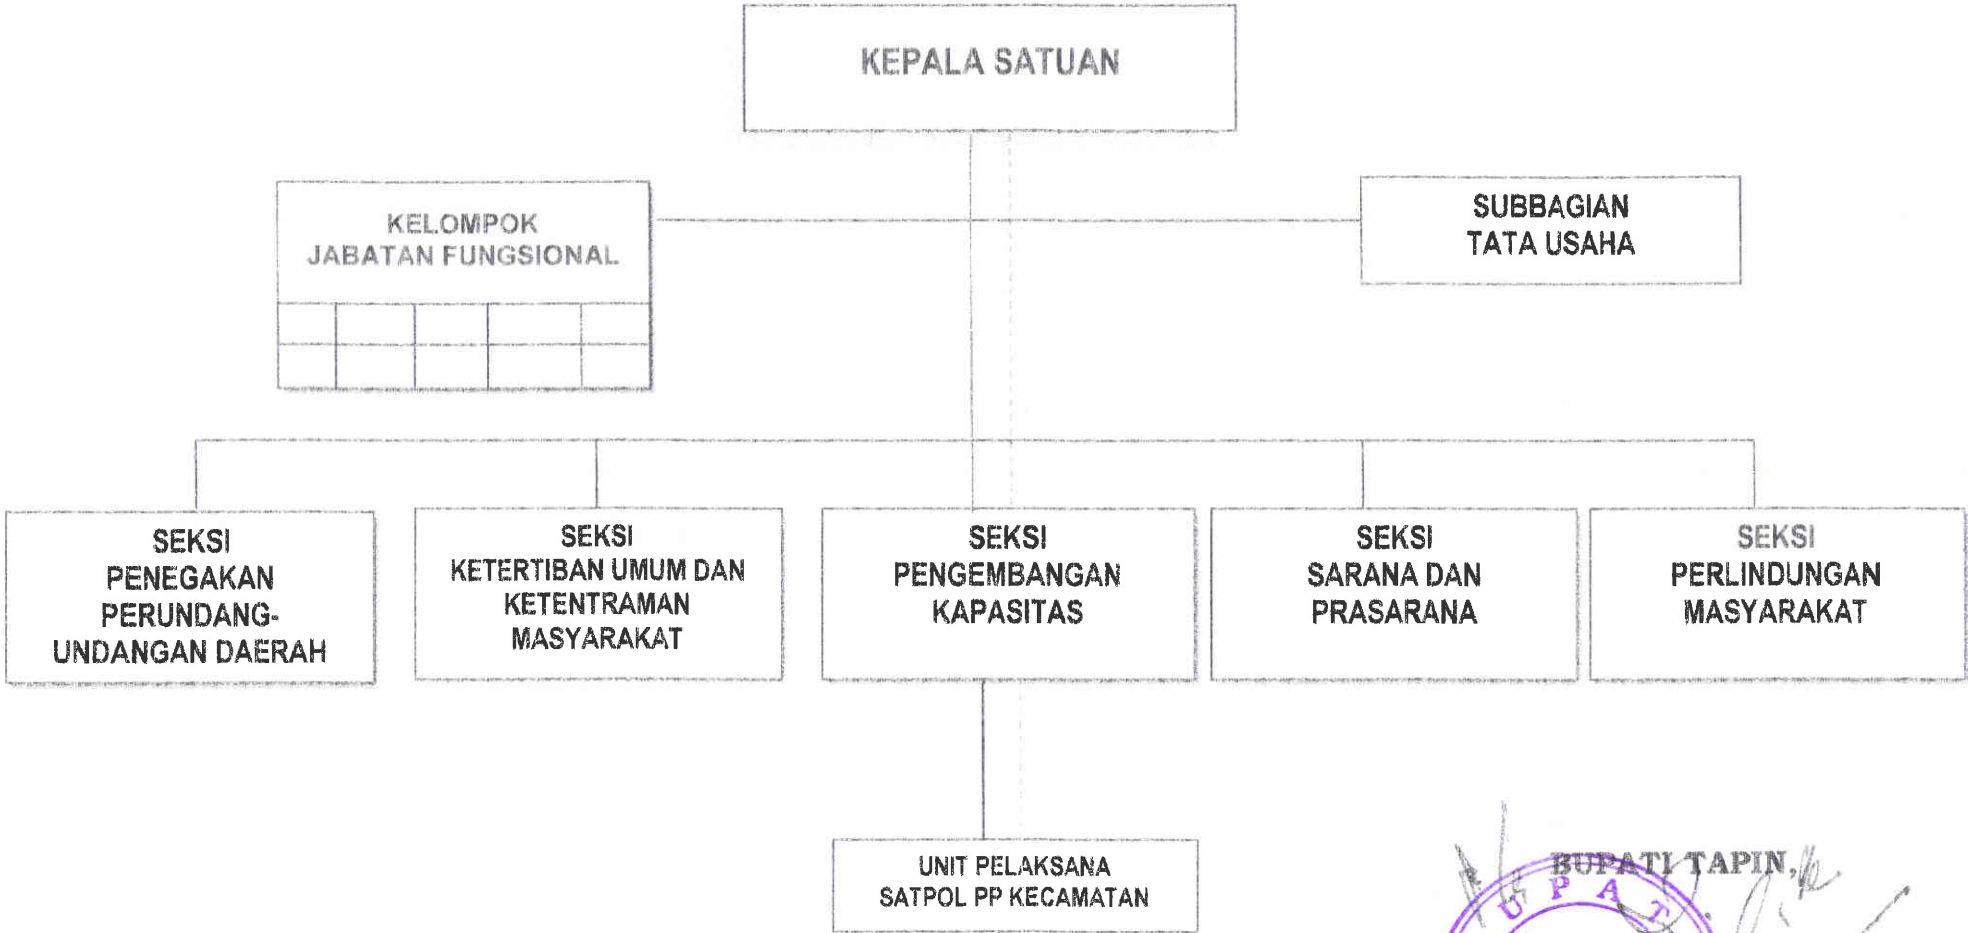 KEPALA SATUAN
KELOMPOK
JABATAN FUNGSIONAL
SUBBAGIAN
TATA USAHA
SEKSI
PENEGAKAN
PERUNDANG-
UNDANGAN DAERAH
SEKSI
KETERTIBAN UMUM DAN
KETENTRAMAN
MASYARAKAT
SEKSI
PENGEMBANGAN
KAPASITAS
SEKSI
SARANA DAN
PRASARANA
SEKSI
PERLINDUNGAN
MASYARAKAT
UNIT PELAKSANA
SATPOL PP KECAMATAN
BUPATI TAPIN,
UPAT